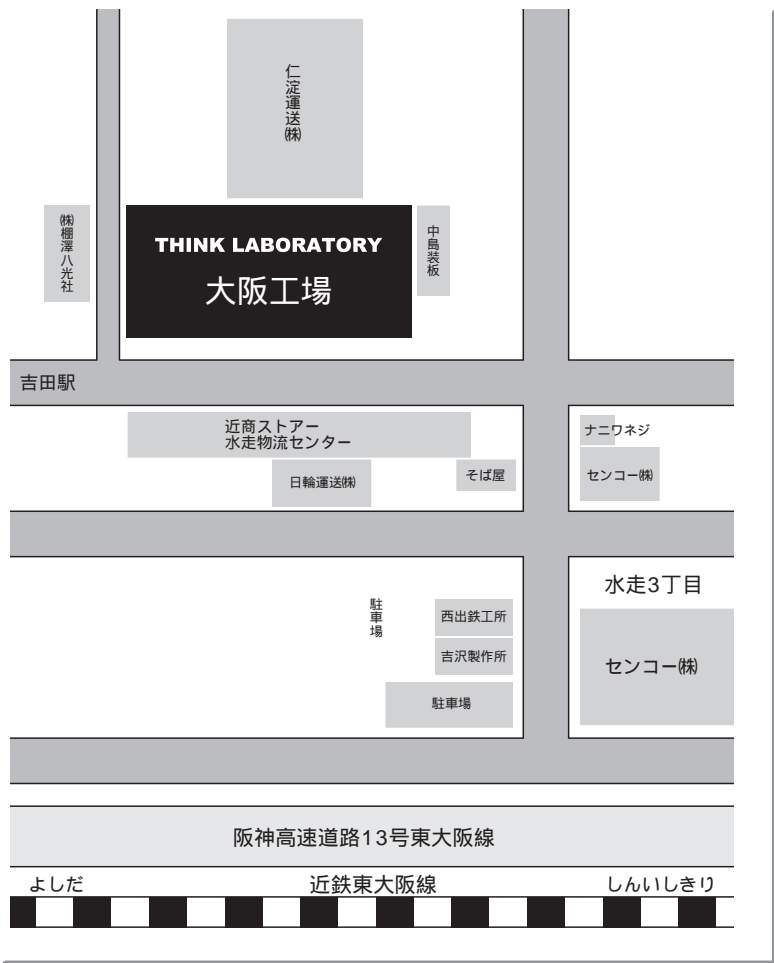 仁淀運送㈱
㈱棚澤八光社
THINK LABORATORY
大阪工場
中島装板
吉田駅
近商ストアー
水走物流センター
ナニワネジ
日輪運送㈱
そば屋
センコー㈱
水走3丁目
駐車場
西出鉄工所
吉沢製作所
センコー㈱
駐車場
阪神高速道路13号東大阪線
よしだ
近鉄東大阪線
しんいしきり